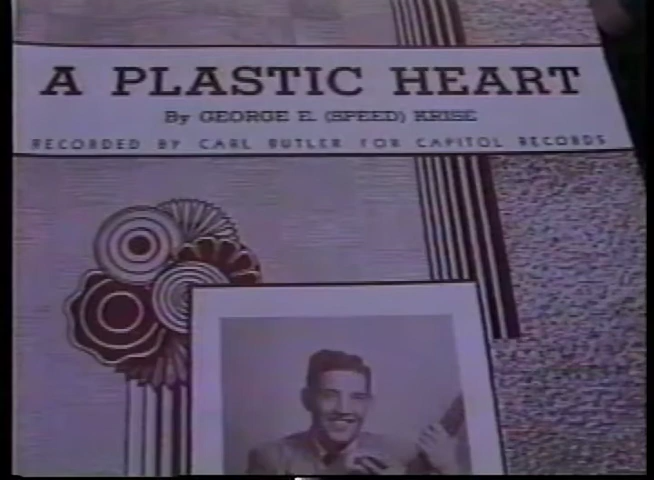 A PLASTIC HEART
By GEORGE E. (SPEED) KRISE
RECORDED BY CARL BUTLER FOR CAPITOL RECORDS